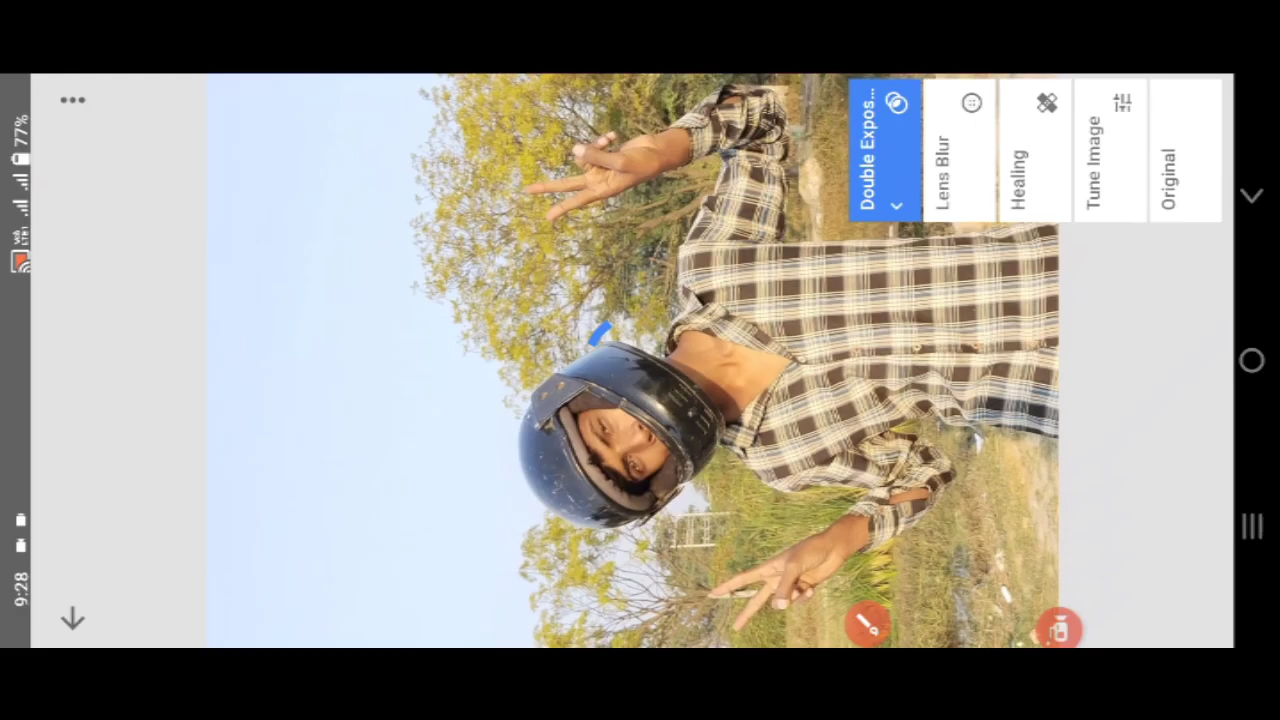 9:28
77%
Double Expos...
Lens Blur
Healing
Tune Image
Original